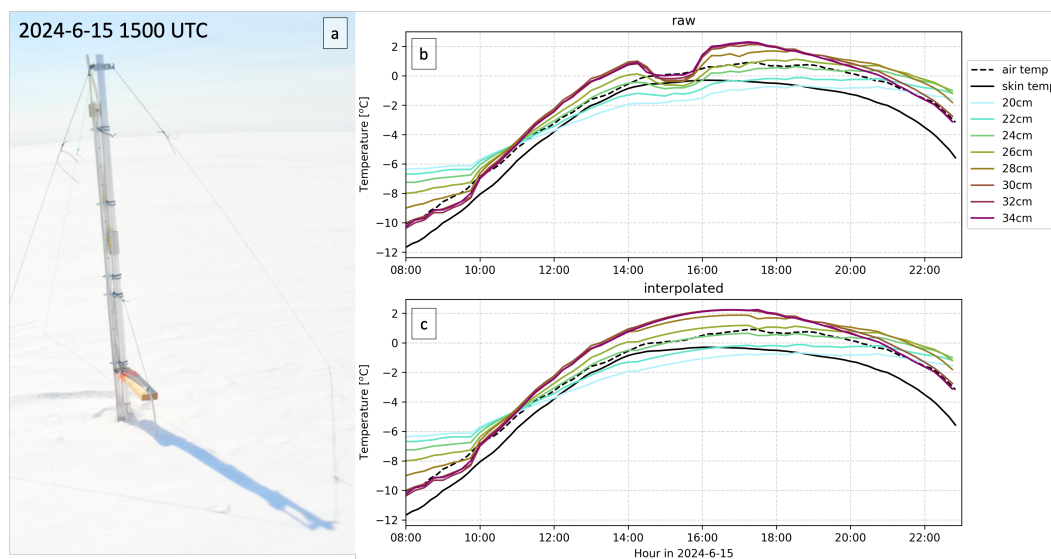 2024-6-15 1500 UTC
a
raw
b
Temperature [°C]
2
0
−2
−4
−6
−8
−10
−12
08:00 10:00 12:00 14:00 16:00 18:00 20:00 22:00
air temp
skin temp
20cm
22cm
24cm
26cm
28cm
30cm
32cm
34cm
interpolated
c
Temperature [°C]
2
0
−2
−4
−6
−8
−10
−12
08:00 10:00 12:00 14:00 16:00 18:00 20:00 22:00
Hour in 2024-6-15